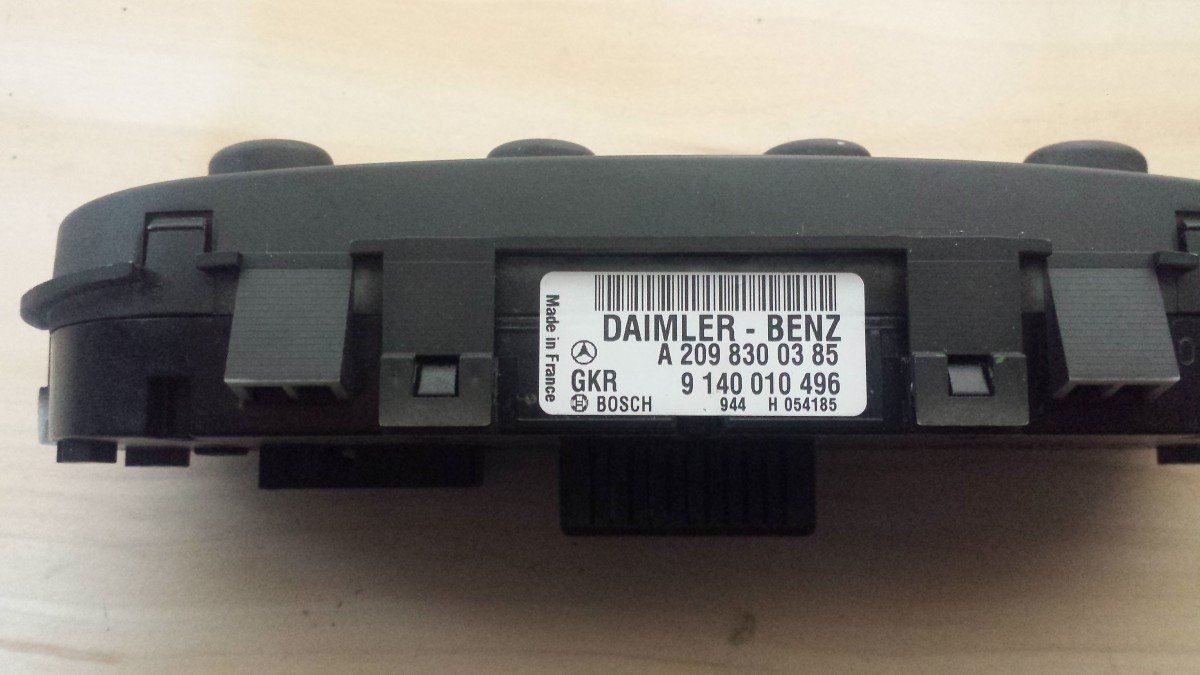 Made in France
DAIMLER - BENZ
A 209 830 03 85
GKR 9 140 010 496
BOSCH 944 H 054185